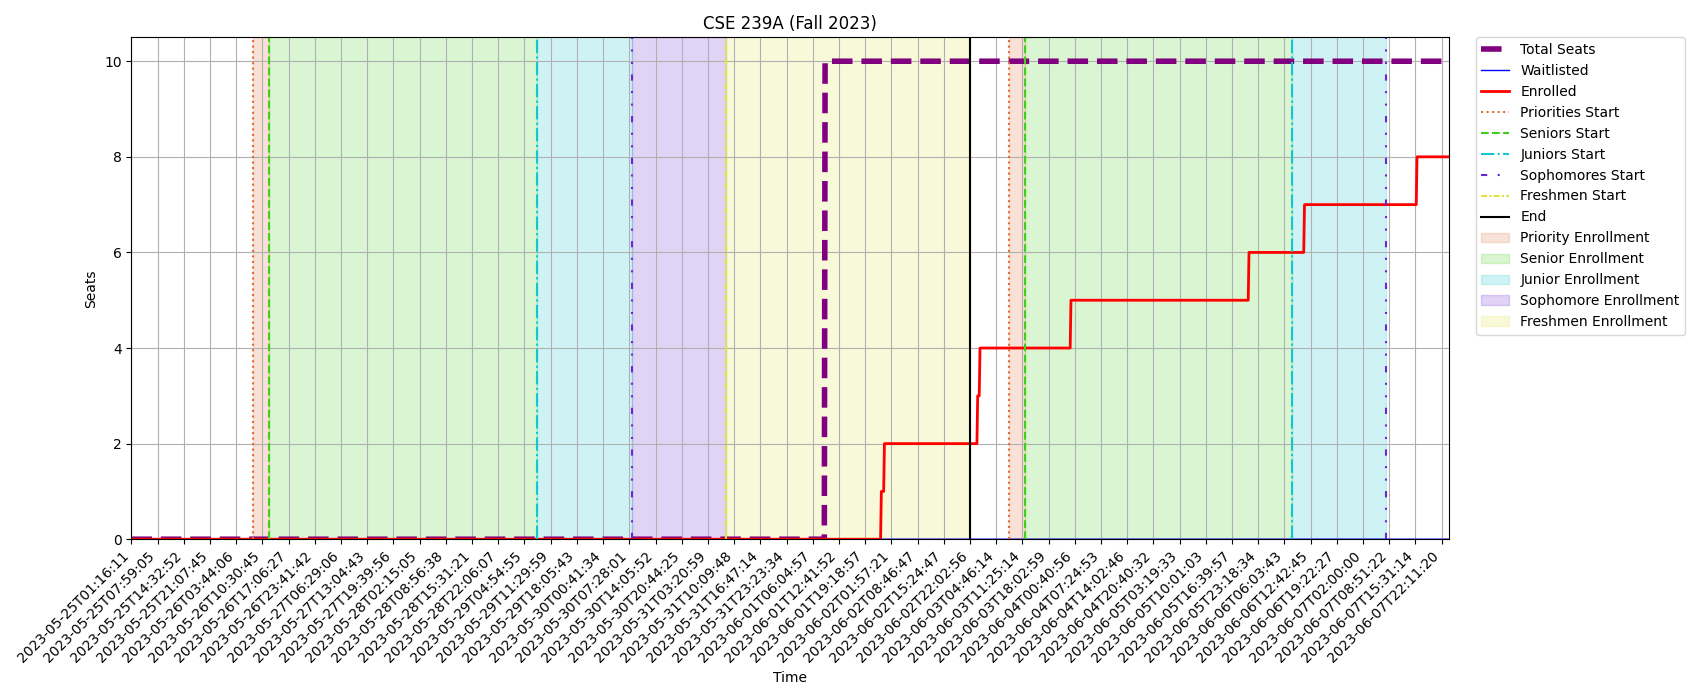 CSE 239A (Fall 2023)
Seats
10
8
6
4
2
0
2023-05-25T01:16:11
2023-05-25T07:59:05
2023-05-25T14:32:52
2023-05-25T21:07:45
2023-05-26T03:44:06
2023-05-26T10:30:45
2023-05-26T17:06:27
2023-05-26T23:41:42
2023-05-27T06:29:06
2023-05-27T13:04:43
2023-05-27T19:39:56
2023-05-28T02:15:05
2023-05-28T08:56:38
2023-05-28T15:31:21
2023-05-28T22:06:07
2023-05-29T04:54:55
2023-05-29T11:29:59
2023-05-29T18:05:43
2023-05-30T00:41:34
2023-05-30T07:28:01
2023-05-30T14:05:52
2023-05-30T20:44:25
2023-05-31T03:20:59
2023-05-31T10:09:48
2023-05-31T16:47:14
2023-05-31T23:23:34
2023-06-01T06:04:57
2023-06-01T12:41:52
2023-06-01T19:18:57
2023-06-02T01:57:21
2023-06-02T08:46:47
2023-06-02T15:24:47
2023-06-02T22:02:56
2023-06-03T04:46:14
2023-06-03T11:25:14
2023-06-03T18:02:59
2023-06-04T00:40:56
2023-06-04T07:24:53
2023-06-04T14:02:46
2023-06-04T20:40:32
2023-06-05T03:19:33
2023-06-05T10:01:03
2023-06-05T16:39:57
2023-06-05T23:18:34
2023-06-06T06:03:43
2023-06-06T12:42:45
2023-06-06T19:22:27
2023-06-07T02:00:00
2023-06-07T08:51:22
2023-06-07T15:31:14
2023-06-07T22:11:20
Time
Total Seats
Waitlisted
Enrolled
Priorities Start
Seniors Start
Juniors Start
Sophomores Start
Freshmen Start
End
Priority Enrollment
Senior Enrollment
Junior Enrollment
Sophomore Enrollment
Freshmen Enrollment